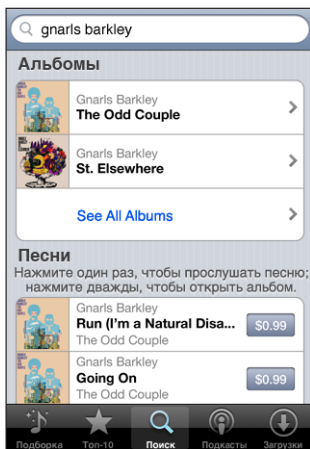 gnarls barkley
Альбомы
Gnarls Barkley
The Odd Couple
Gnarls Barkley
St. Elsewhere
See All Albums
Песни
Нажмите один раз, чтобы прослушать песню;
нажмите дважды, чтобы открыть альбом.
Gnarls Barkley
Run (I'm a Natural Disa... $0.99
The Odd Couple
Gnarls Barkley
Going On $0.99
The Odd Couple
Подборка Топ-10 Поиск Подкасты Загрузки